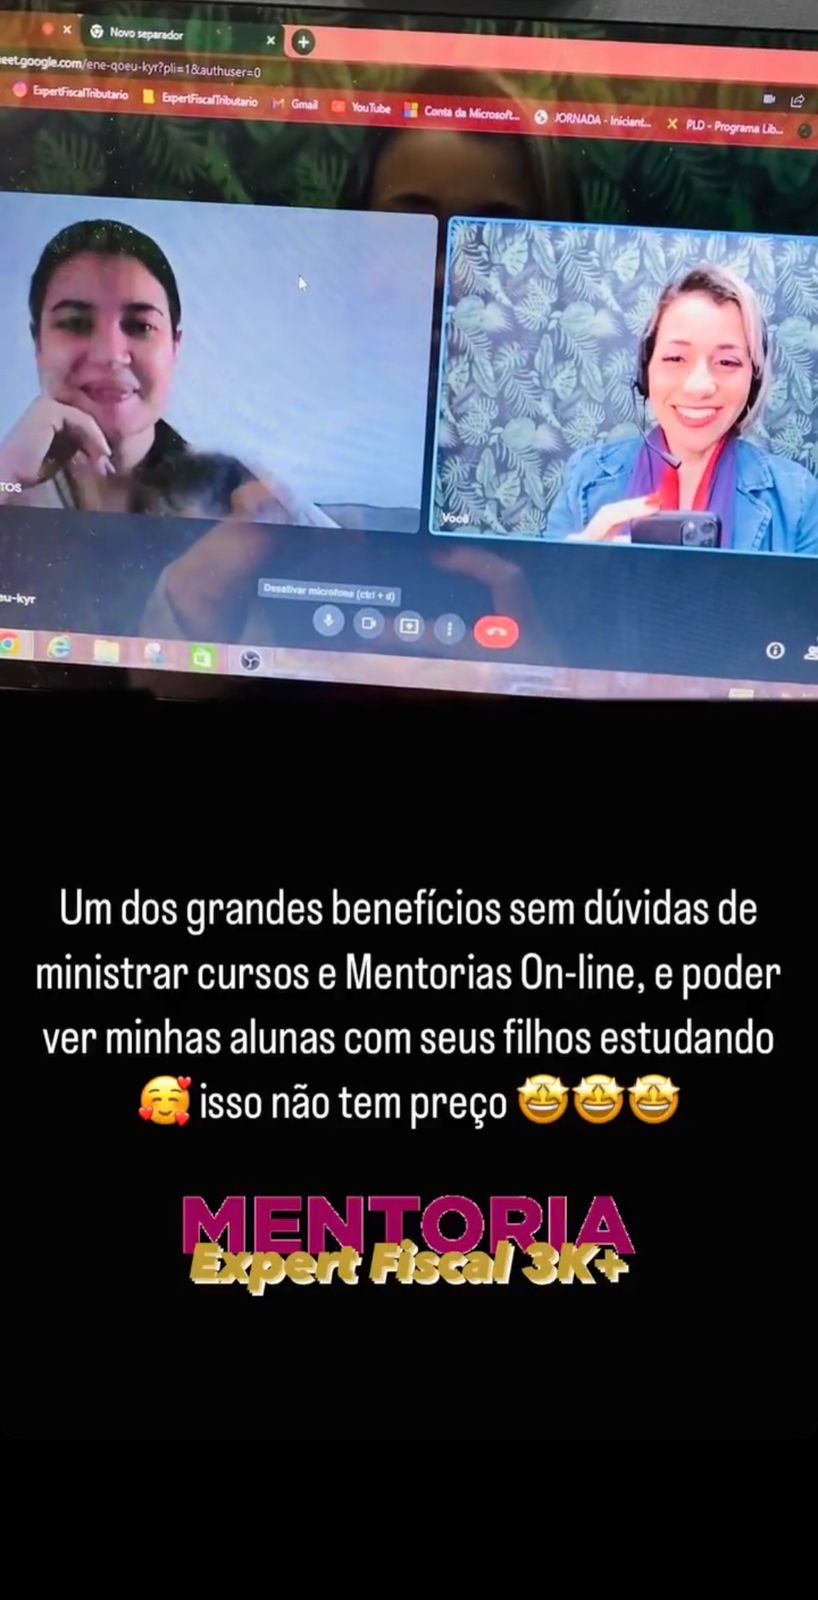 Novo separador
eet.google.com/ene-qoeu-kyr?pli=1&authuser=0
ExpertFiscalTributario
ExpertFiscalTributario
Gmail
YouTube
Conta da Microsoft...
JORNADA - Iniciant...
PLD - Programa Lib...
TOS
Você
Desativar microfone (ctrl + d)
eu-kyr
Um dos grandes benefícios sem dúvidas de
ministrar cursos e Mentorias On-line, e poder
ver minhas alunas com seus filhos estudando
🥰 isso não tem preço 🤩🤩🤩
MENTORIA
Expert Fiscal 3K+